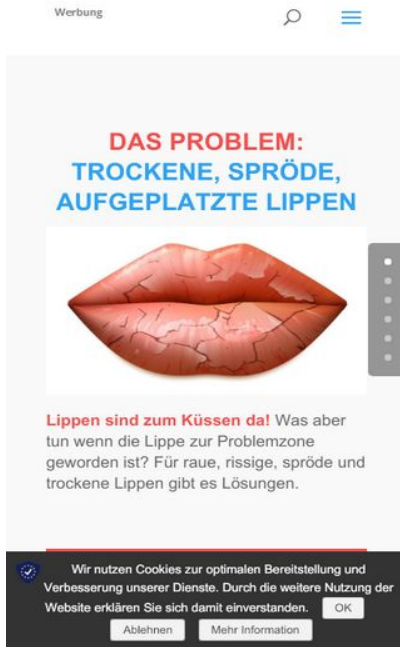 Werbung
DAS PROBLEM:
TROCKENE, SPRÖDE,
AUFGEPLATZTE LIPPEN
Lippen sind zum Küssen da! Was aber
tun wenn die Lippe zur Problemzone
geworden ist? Für raue, rissige, spröde und
trockene Lippen gibt es Lösungen.
Wir nutzen Cookies zur optimalen Bereitstellung und
Verbesserung unserer Dienste. Durch die weitere Nutzung der
Website erklären Sie sich damit einverstanden. OK
Ablehnen Mehr Information